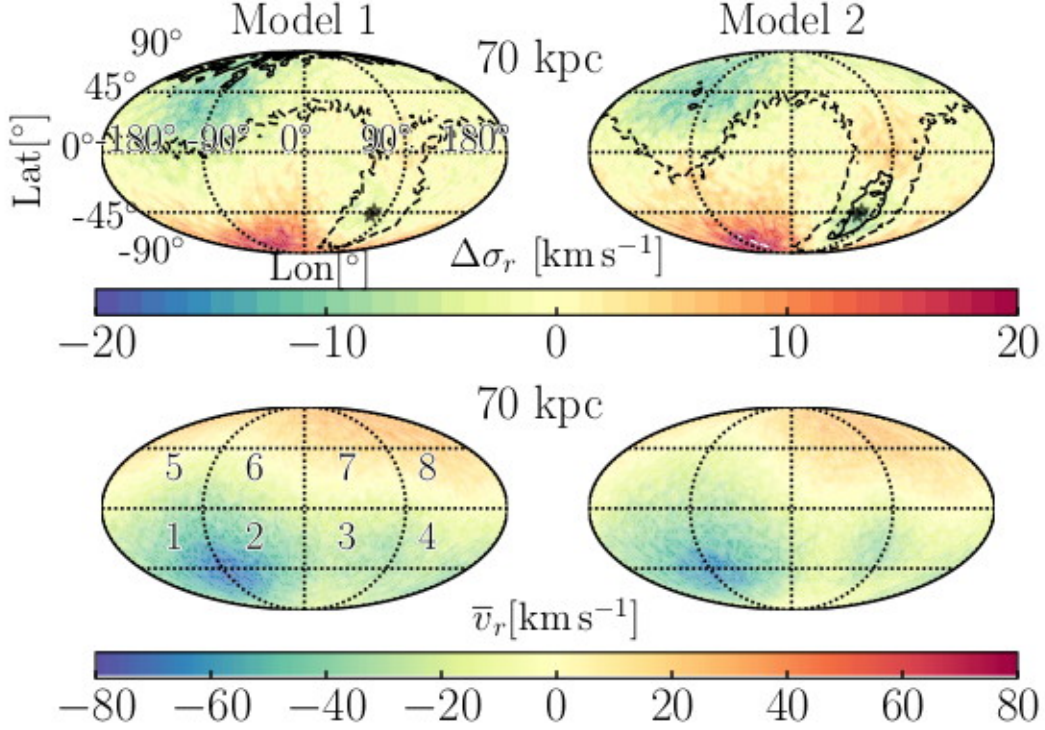 Model 1 Model 2
70 kpc
90°
45°
0°
-45°
-90°
Lat[°]
-180° -90° 0° 90° 180°
Lon[°]
Δσᵣ [km s⁻¹]
−20 −10 0 10 20
70 kpc
5 6 7 8
1 2 3 4
v̅ᵣ[km s⁻¹]
−80 −60 −40 −20 0 20 40 60 80